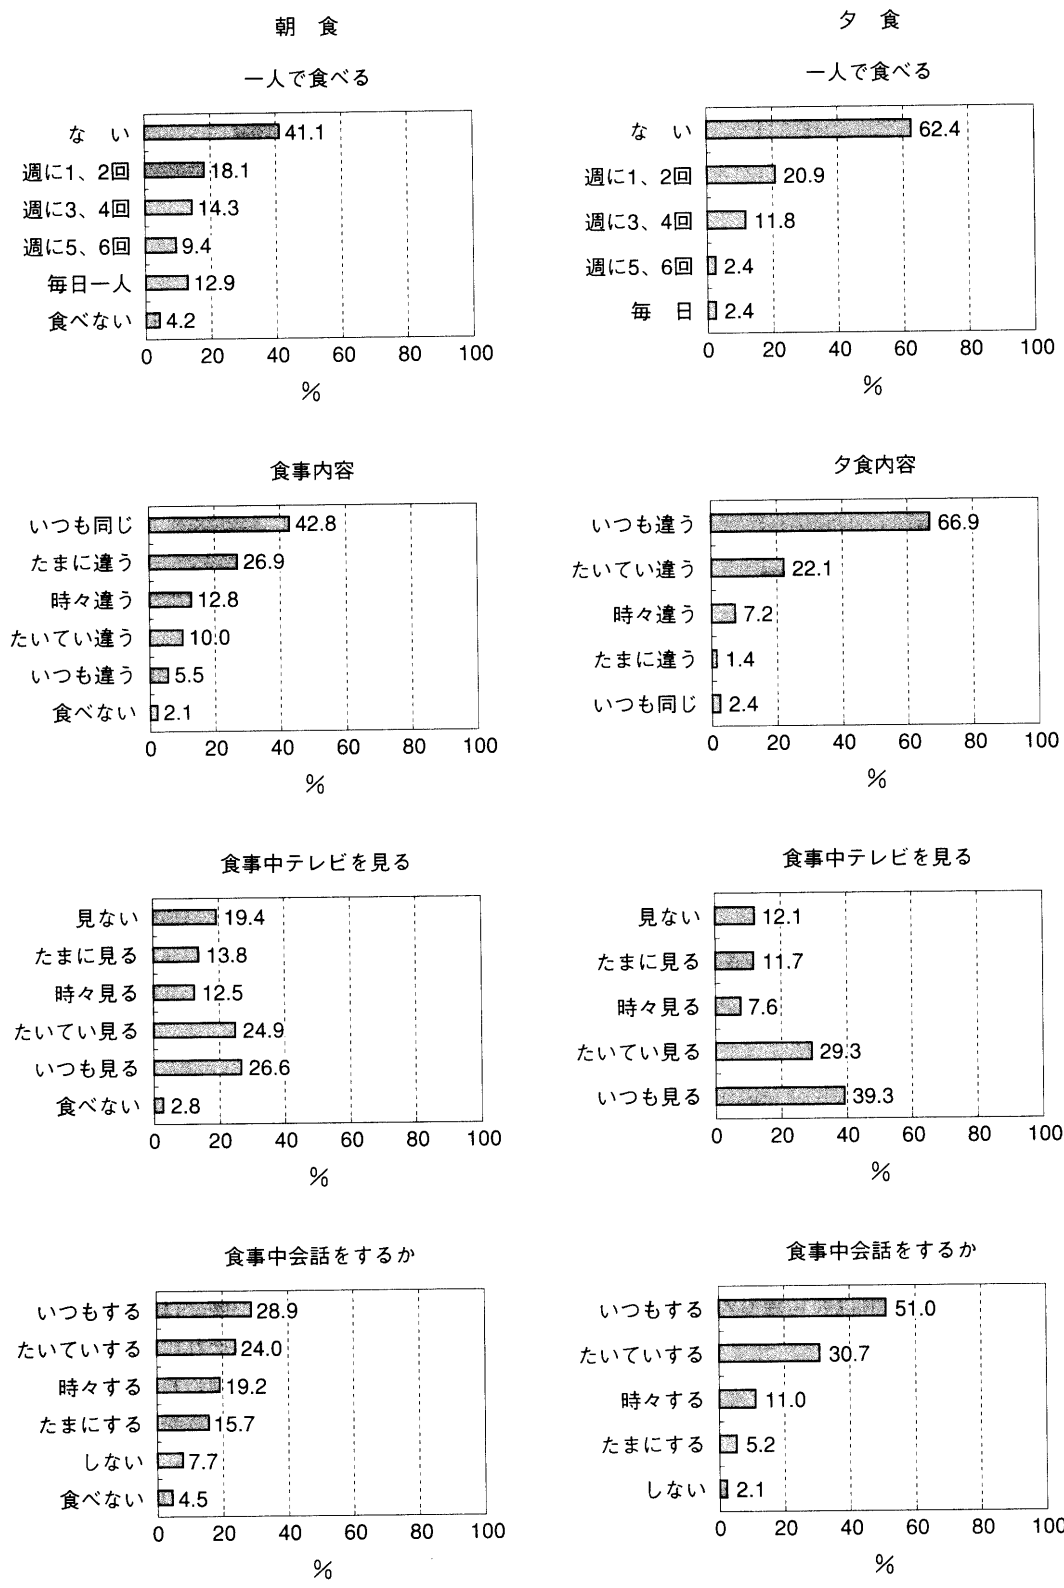 朝　食
一人で食べる
な　い 41.1
週に1、2回 18.1
週に3、4回 14.3
週に5、6回 9.4
毎日一人 12.9
食べない 4.2
0 20 40 60 80 100
%
食事内容
いつも同じ 42.8
たまに違う 26.9
時々違う 12.8
たいてい違う 10.0
いつも違う 5.5
食べない 2.1
0 20 40 60 80 100
%
食事中テレビを見る
見ない 19.4
たまに見る 13.8
時々見る 12.5
たいてい見る 24.9
いつも見る 26.6
食べない 2.8
0 20 40 60 80 100
%
食事中会話をするか
いつもする 28.9
たいていする 24.0
時々する 19.2
たまにする 15.7
しない 7.7
食べない 4.5
0 20 40 60 80 100
%
夕　食
一人で食べる
な　い 62.4
週に1、2回 20.9
週に3、4回 11.8
週に5、6回 2.4
毎　日 2.4
0 20 40 60 80 100
%
夕食内容
いつも違う 66.9
たいてい違う 22.1
時々違う 7.2
たまに違う 1.4
いつも同じ 2.4
0 20 40 60 80 100
%
食事中テレビを見る
見ない 12.1
たまに見る 11.7
時々見る 7.6
たいてい見る 29.3
いつも見る 39.3
0 20 40 60 80 100
%
食事中会話をするか
いつもする 51.0
たいていする 30.7
時々する 11.0
たまにする 5.2
しない 2.1
0 20 40 60 80 100
%